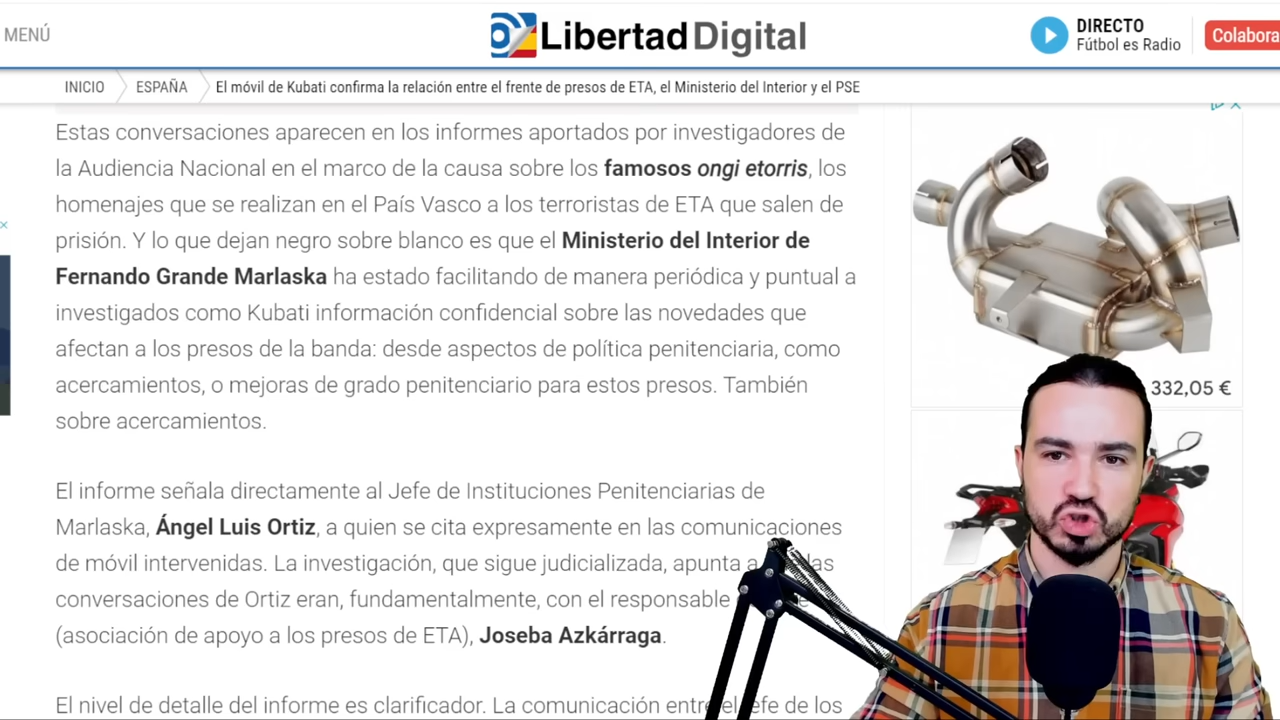 MENÚ
Libertad Digital
DIRECTO
Fútbol es Radio
Colabora
INICIO
ESPAÑA
El móvil de Kubati confirma la relación entre el frente de presos de ETA, el Ministerio del Interior y el PSE
Estas conversaciones aparecen en los informes aportados por investigadores de
la Audiencia Nacional en el marco de la causa sobre los famosos ongi etorris, los
homenajes que se realizan en el País Vasco a los terroristas de ETA que salen de
prisión. Y lo que dejan negro sobre blanco es que el Ministerio del Interior de
Fernando Grande Marlaska ha estado facilitando de manera periódica y puntual a
investigados como Kubati información confidencial sobre las novedades que
afectan a los presos de la banda: desde aspectos de política penitenciaria, como
acercamientos, o mejoras de grado penitenciario para estos presos. También
sobre acercamientos.
El informe señala directamente al Jefe de Instituciones Penitenciarias de
Marlaska, Ángel Luis Ortiz, a quien se cita expresamente en las comunicaciones
de móvil intervenidas. La investigación, que sigue judicializada, apunta a
conversaciones de Ortiz eran, fundamentalmente, con el responsable
(asociación de apoyo a los presos de ETA), Joseba Azkárraga.
El nivel de detalle del informe es clarificador. La comunicación entre el jefe de los
332,05 €